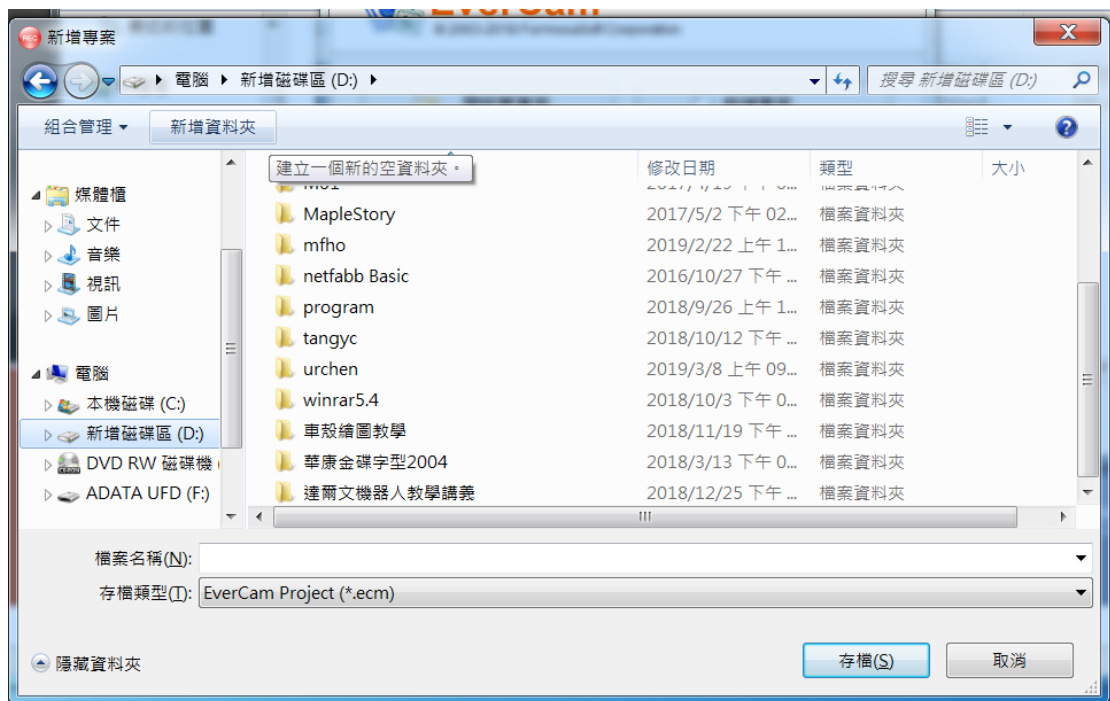 EverCam
新增專案
電腦 ▸ 新增磁碟區 (D:) ▸
搜尋 新增磁碟區 (D:)
組合管理 ▾ 新增資料夾
建立一個新的空資料夾。 修改日期 類型 大小
媒體櫃
文件
音樂
視訊
圖片
電腦
本機磁碟 (C:)
新增磁碟區 (D:)
DVD RW 磁碟機
ADATA UFD (F:)
MapleStory 2017/5/2 下午 02... 檔案資料夾
mfho 2019/2/22 上午 1... 檔案資料夾
netfabb Basic 2016/10/27 下午 ... 檔案資料夾
program 2018/9/26 上午 1... 檔案資料夾
tangyc 2018/10/12 下午 ... 檔案資料夾
urchen 2019/3/8 上午 09... 檔案資料夾
winrar5.4 2018/10/3 下午 0... 檔案資料夾
車殼繪圖教學 2018/11/19 下午 ... 檔案資料夾
華康金碟字型2004 2018/3/13 下午 0... 檔案資料夾
達爾文機器人教學講義 2018/12/25 下午 ... 檔案資料夾
檔案名稱(N):
存檔類型(T): EverCam Project (*.ecm)
隱藏資料夾 存檔(S) 取消